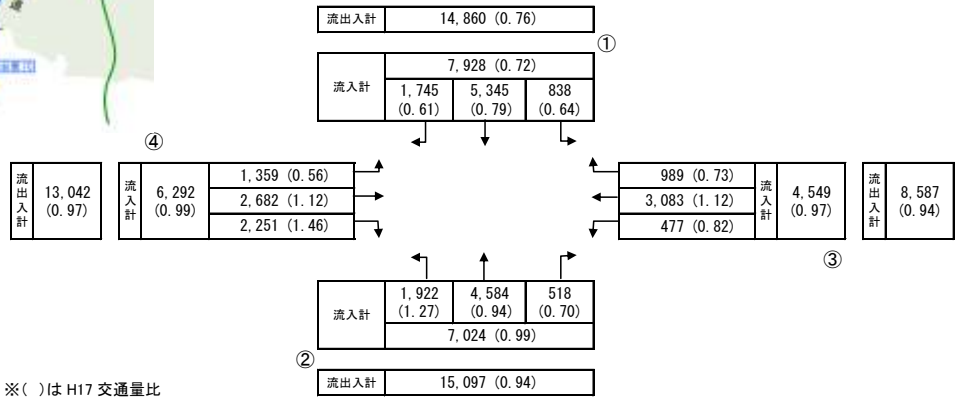 流出入計 14,860 (0.76)
①
流入計 7,928 (0.72)
1,745 5,345 838
(0.61) (0.79) (0.64)
④
流出入計 13,042 (0.97)
流入計 6,292 (0.99)
1,359 (0.56)
2,682 (1.12)
2,251 (1.46)
989 (0.73)
3,083 (1.12)
477 (0.82)
流入計 4,549 (0.97)
流出入計 8,587 (0.94)
③
流入計
1,922 4,584 518
(1.27) (0.94) (0.70)
7,024 (0.99)
②
流出入計 15,097 (0.94)
※( )は H17 交通量比